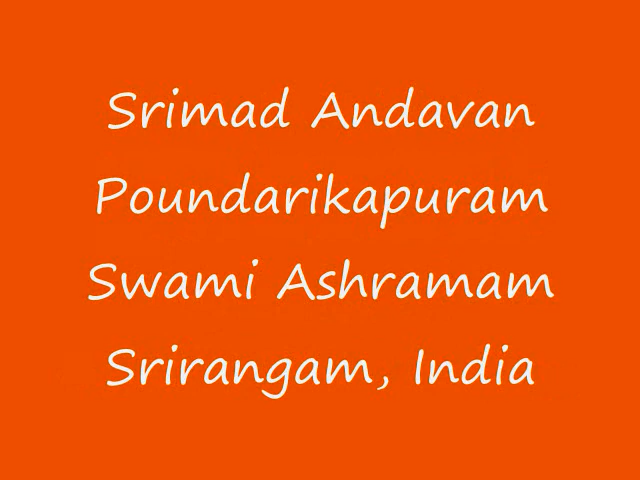 Srimad Andavan
Poundarikapuram
Swami Ashramam
Srirangam, India